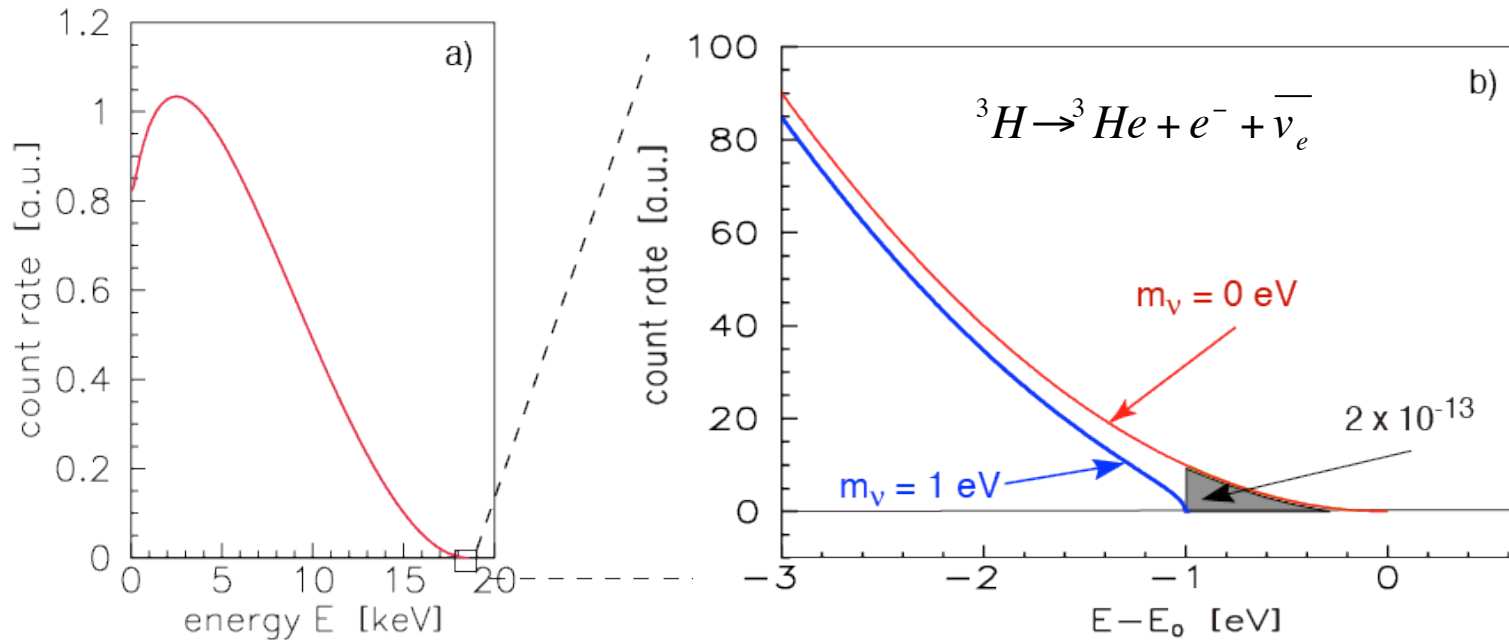 a)
count rate [a.u.]
1.2
1
0.8
0.6
0.4
0.2
0
0 5 10 15 20
energy E [keV]
b)
count rate [a.u.]
100
80
60
40
20
0
³H → ³He + e⁻ + ν̅ₑ
mᵥ = 0 eV
2 x 10⁻¹³
mᵥ = 1 eV
−3 −2 −1 0
E−E₀ [eV]